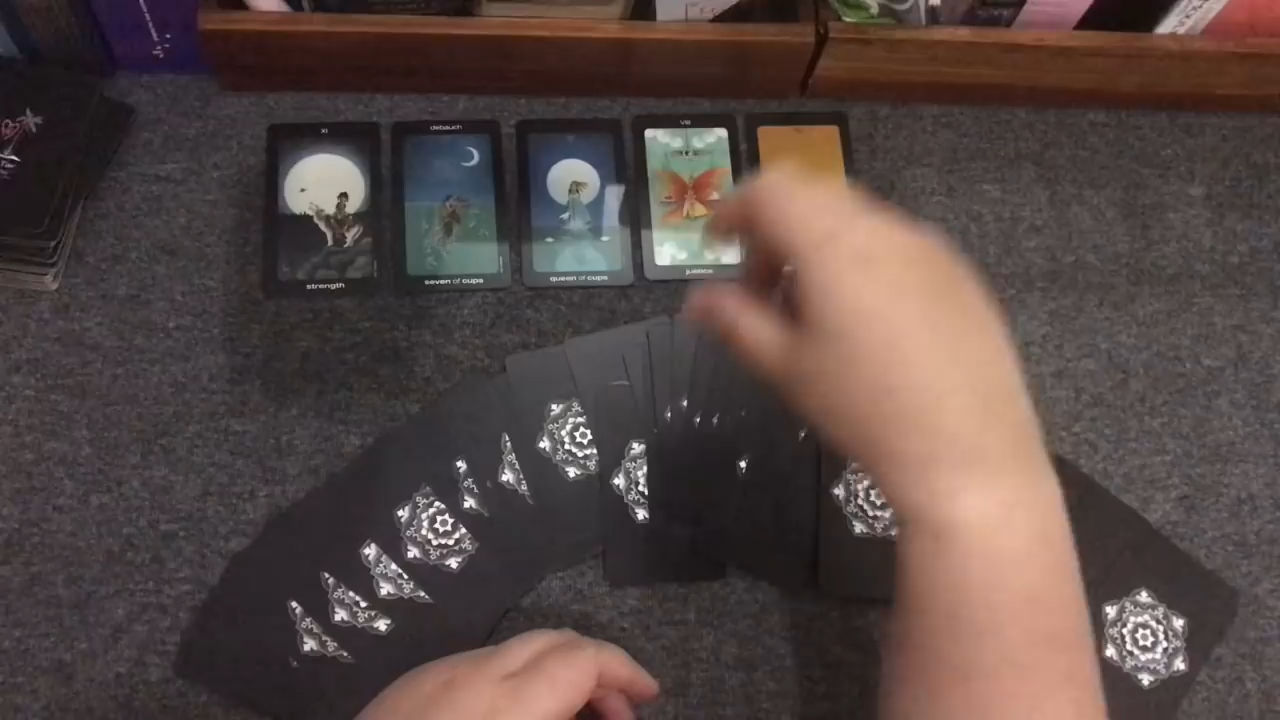 XI
strength
debauch
seven of cups
queen of cups
VIII
justice